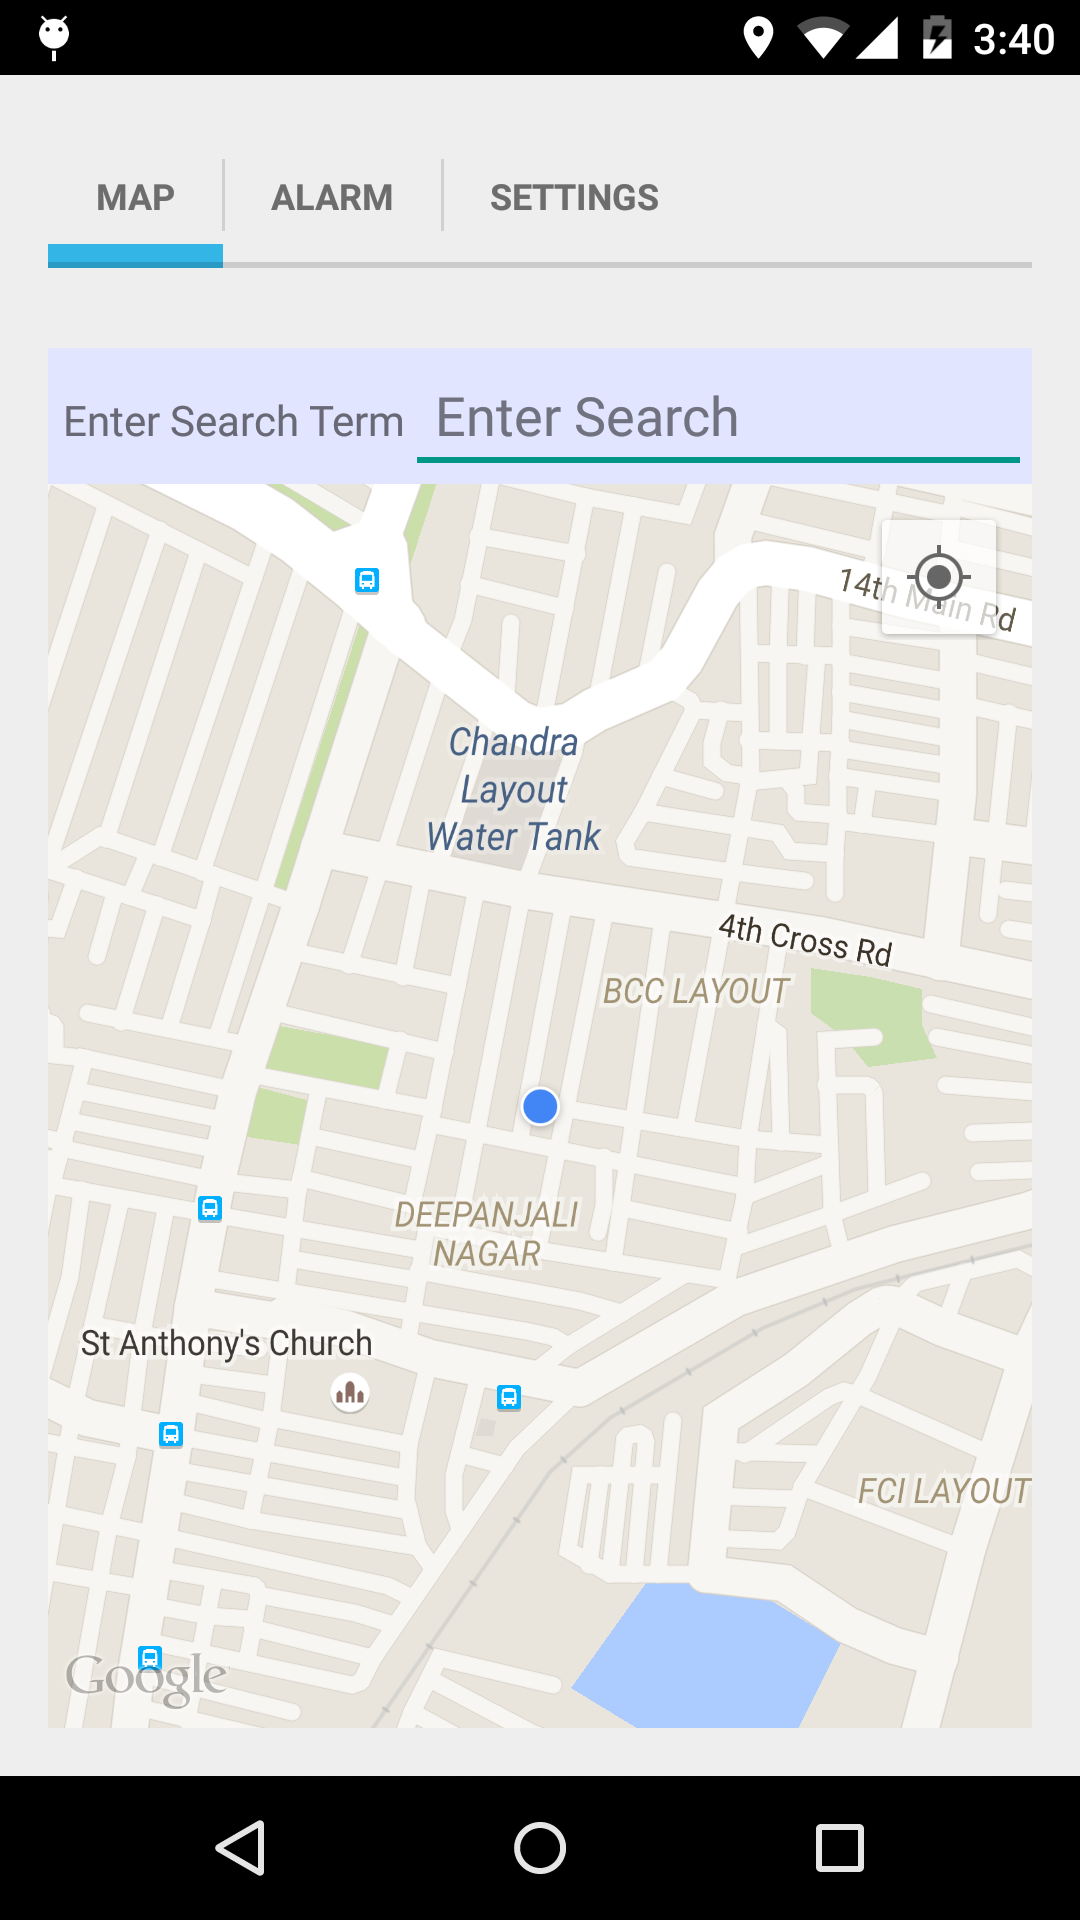 3:40
MAP
ALARM
SETTINGS
Enter Search Term
Enter Search
14th Main Rd
Chandra
Layout
Water Tank
4th Cross Rd
BCC LAYOUT
DEEPANJALI
NAGAR
St Anthony's Church
FCI LAYOUT
Google